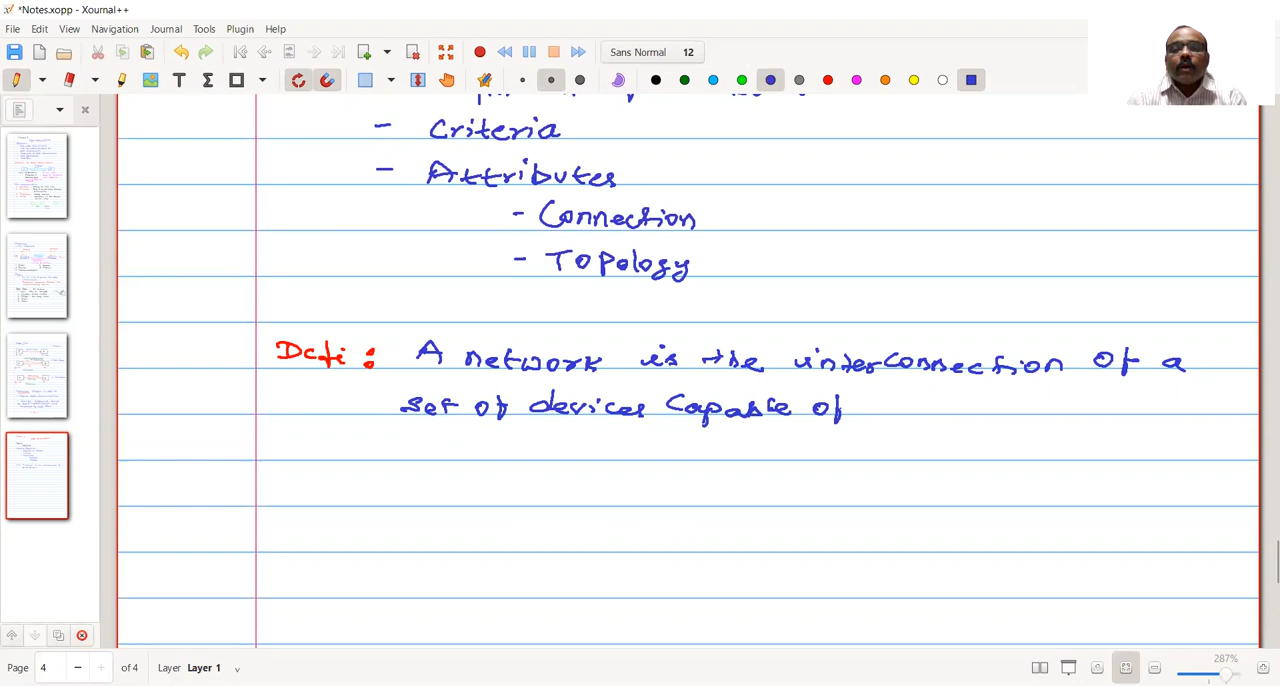 *Notes.xopp - Xournal++
File Edit View Navigation Journal Tools Plugin Help
Sans Normal 12
- Criteria
- Attributes
- Connection
- Topology
Defi : A network is the interconnection of a
set of devices Capable of
Page 4 of 4 Layer Layer 1
287%